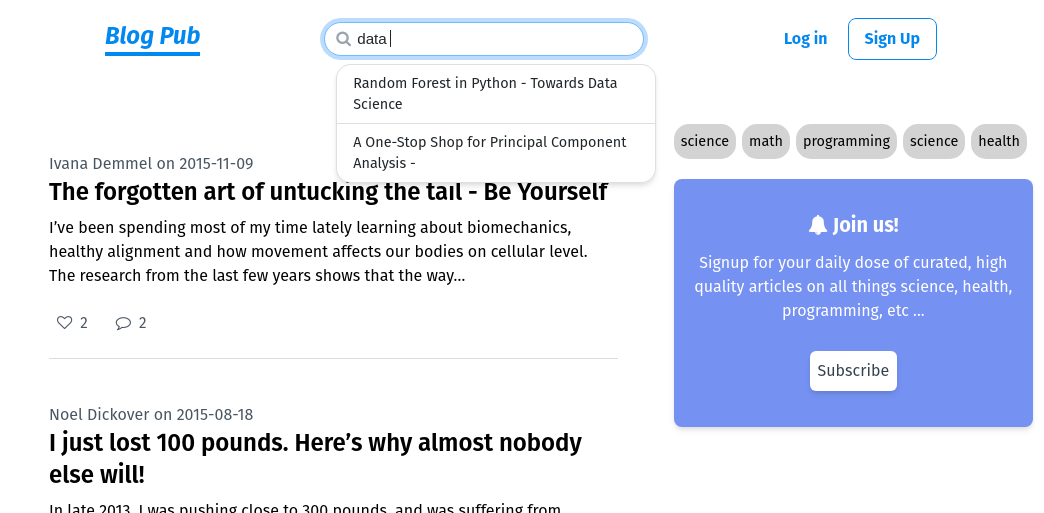 Blog Pub
data
Log in
Sign Up
Random Forest in Python - Towards Data
Science
A One-Stop Shop for Principal Component
Analysis -
science math programming science health
Ivana Demmel on 2015-11-09
The forgotten art of untucking the tail - Be Yourself
I’ve been spending most of my time lately learning about biomechanics,
healthy alignment and how movement affects our bodies on cellular level.
The research from the last few years shows that the way...
2 2
Join us!
Signup for your daily dose of curated, high
quality articles on all things science, health,
programming, etc ...
Subscribe
Noel Dickover on 2015-08-18
I just lost 100 pounds. Here’s why almost nobody
else will!
In late 2013, I was pushing close to 300 pounds, and was suffering from